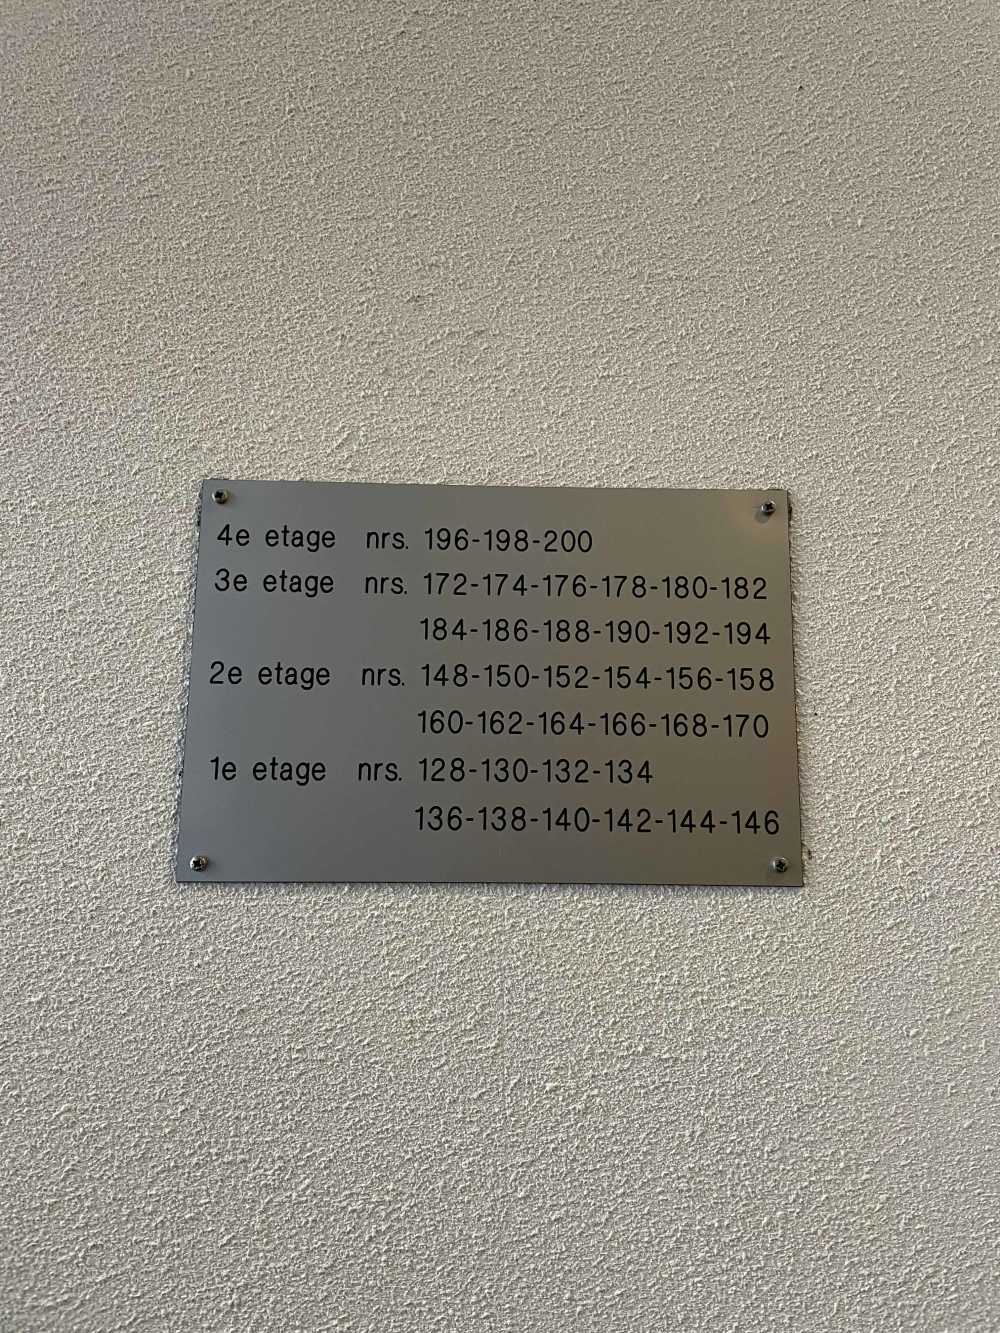 4e etage nrs. 196-198-200
3e etage nrs. 172-174-176-178-180-182
184-186-188-190-192-194
2e etage nrs. 148-150-152-154-156-158
160-162-164-166-168-170
1e etage nrs. 128-130-132-134
136-138-140-142-144-146